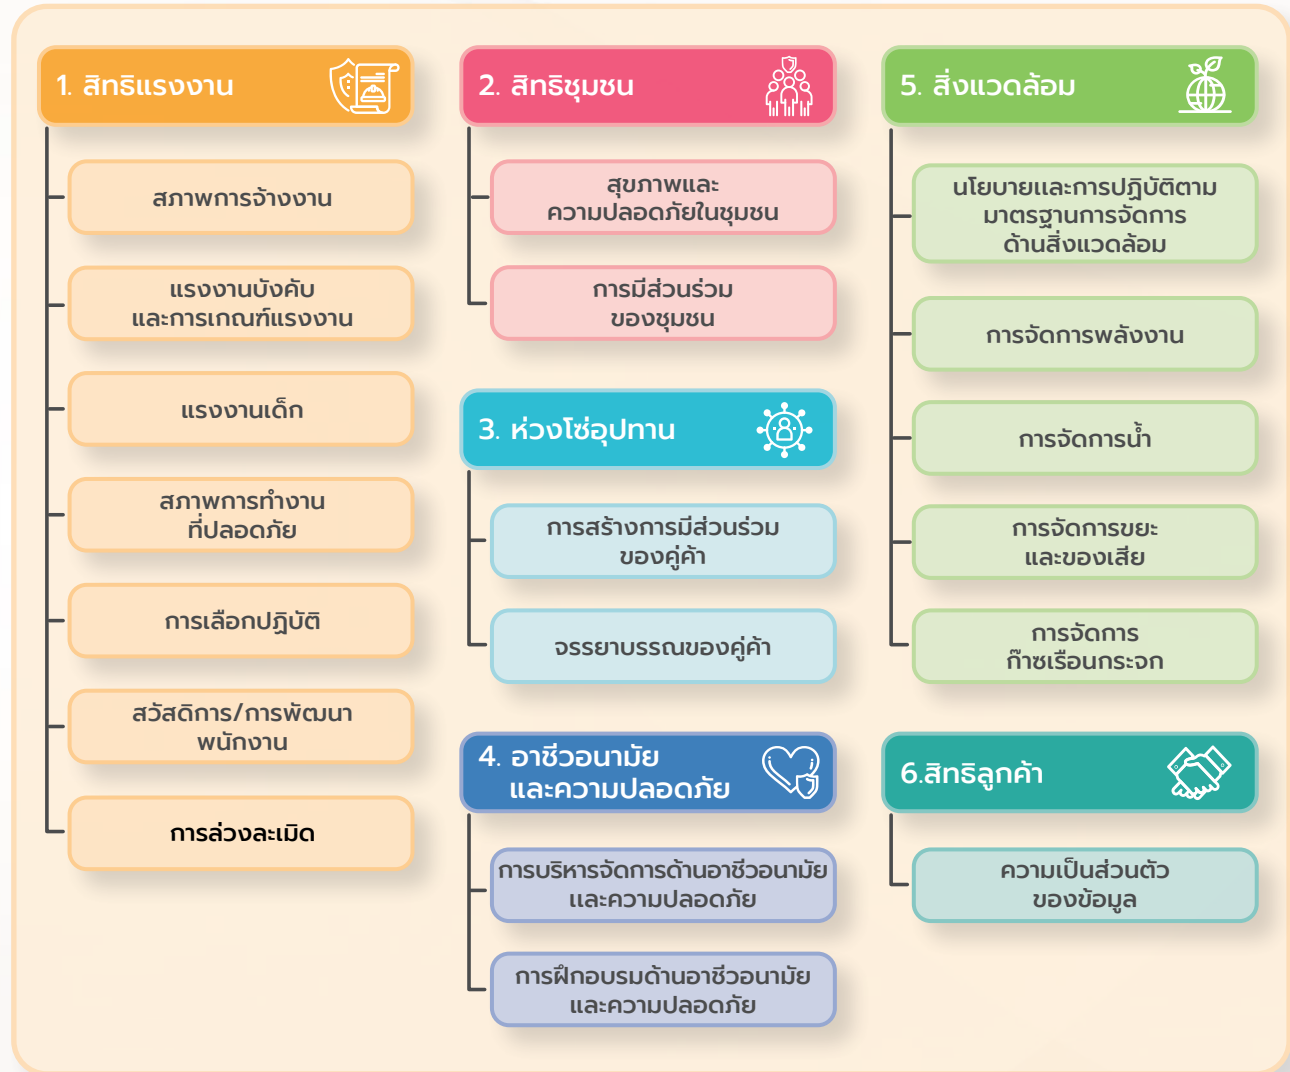 1. สิทธิแรงงาน
สภาพการจ้างงาน
แรงงานบังคับ
และการเกณฑ์แรงงาน
แรงงานเด็ก
สภาพการทำงาน
ที่ปลอดภัย
การเลือกปฏิบัติ
สวัสดิการ/การพัฒนา
พนักงาน
การล่วงละเมิด
2. สิทธิชุมชน
สุขภาพและ
ความปลอดภัยในชุมชน
การมีส่วนร่วม
ของชุมชน
3. ห่วงโซ่อุปทาน
การสร้างการมีส่วนร่วม
ของคู่ค้า
จรรยาบรรณของคู่ค้า
4. อาชีวอนามัย
และความปลอดภัย
การบริหารจัดการด้านอาชีวอนามัย
และความปลอดภัย
การฝึกอบรมด้านอาชีวอนามัย
และความปลอดภัย
5. สิ่งแวดล้อม
นโยบายและการปฏิบัติตาม
มาตรฐานการจัดการ
ด้านสิ่งแวดล้อม
การจัดการพลังงาน
การจัดการน้ำ
การจัดการขยะ
และของเสีย
การจัดการ
ก๊าซเรือนกระจก
6.สิทธิลูกค้า
ความเป็นส่วนตัว
ของข้อมูล